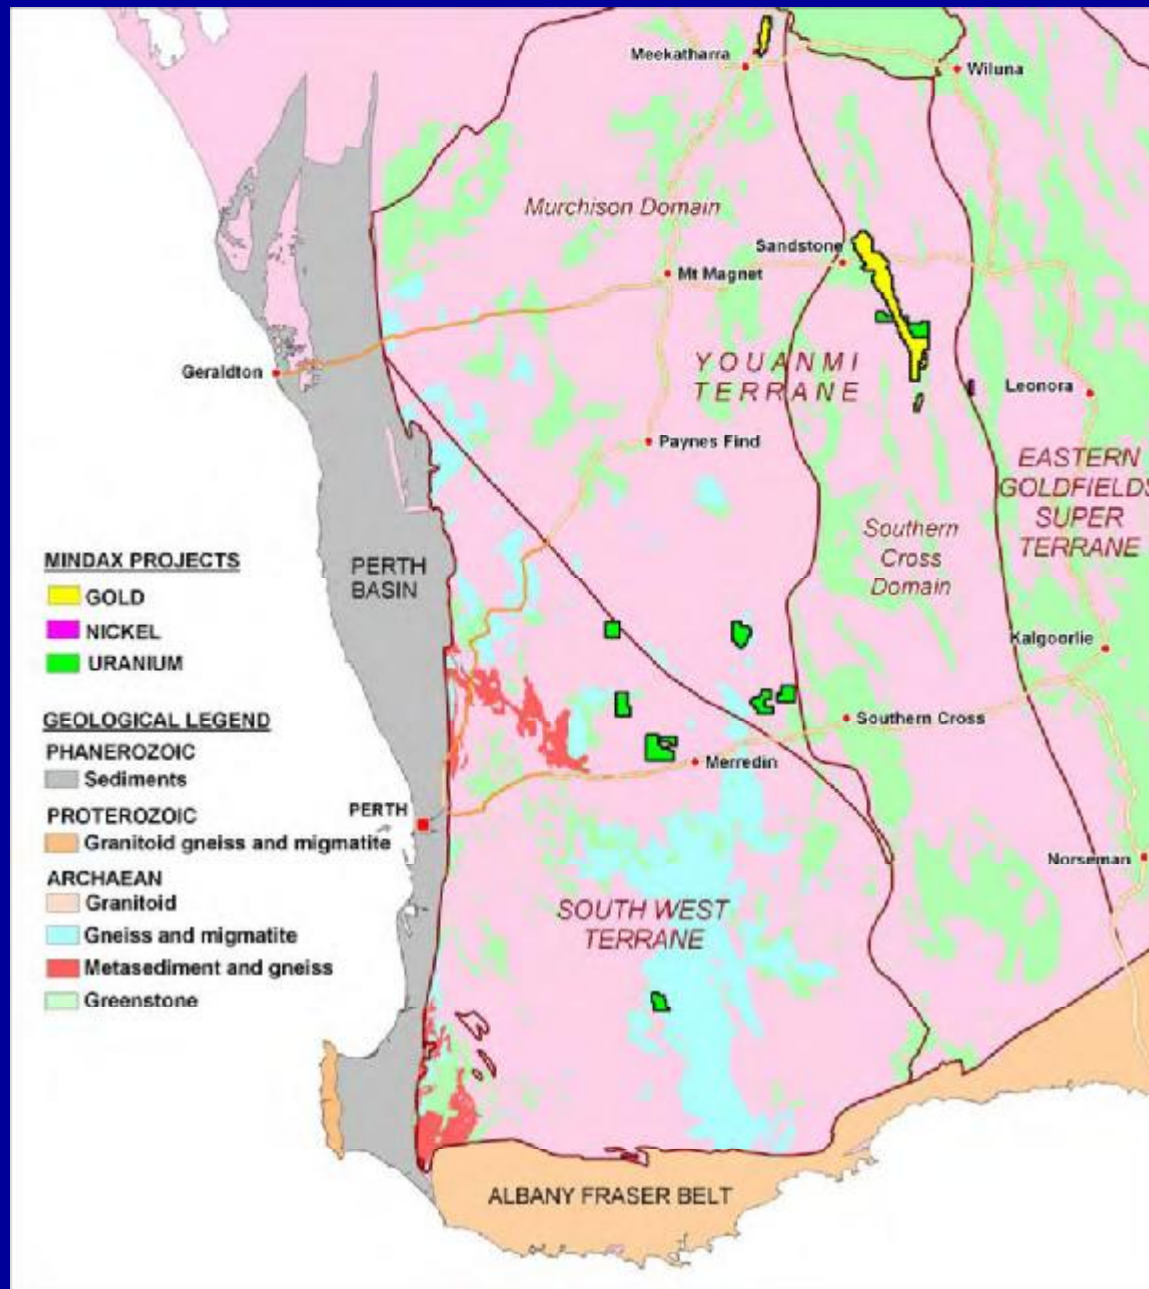 Meekatharra
Wiluna
Murchison Domain
Sandstone
Mt Magnet
Geraldton
YOUANMI
TERRANE
Leonora
Paynes Find
EASTERN
GOLDFIELDS
SUPER
TERRANE
Southern
Cross
Domain
MINDAX PROJECTS
GOLD
NICKEL
URANIUM
PERTH
BASIN
Kalgoorlie
Southern Cross
Merredin
GEOLOGICAL LEGEND
PHANEROZOIC
Sediments
PROTEROZOIC
Granitoid gneiss and migmatite
ARCHAEAN
Granitoid
Gneiss and migmatite
Metasediment and gneiss
Greenstone
PERTH
Norseman
SOUTH WEST
TERRANE
ALBANY FRASER BELT